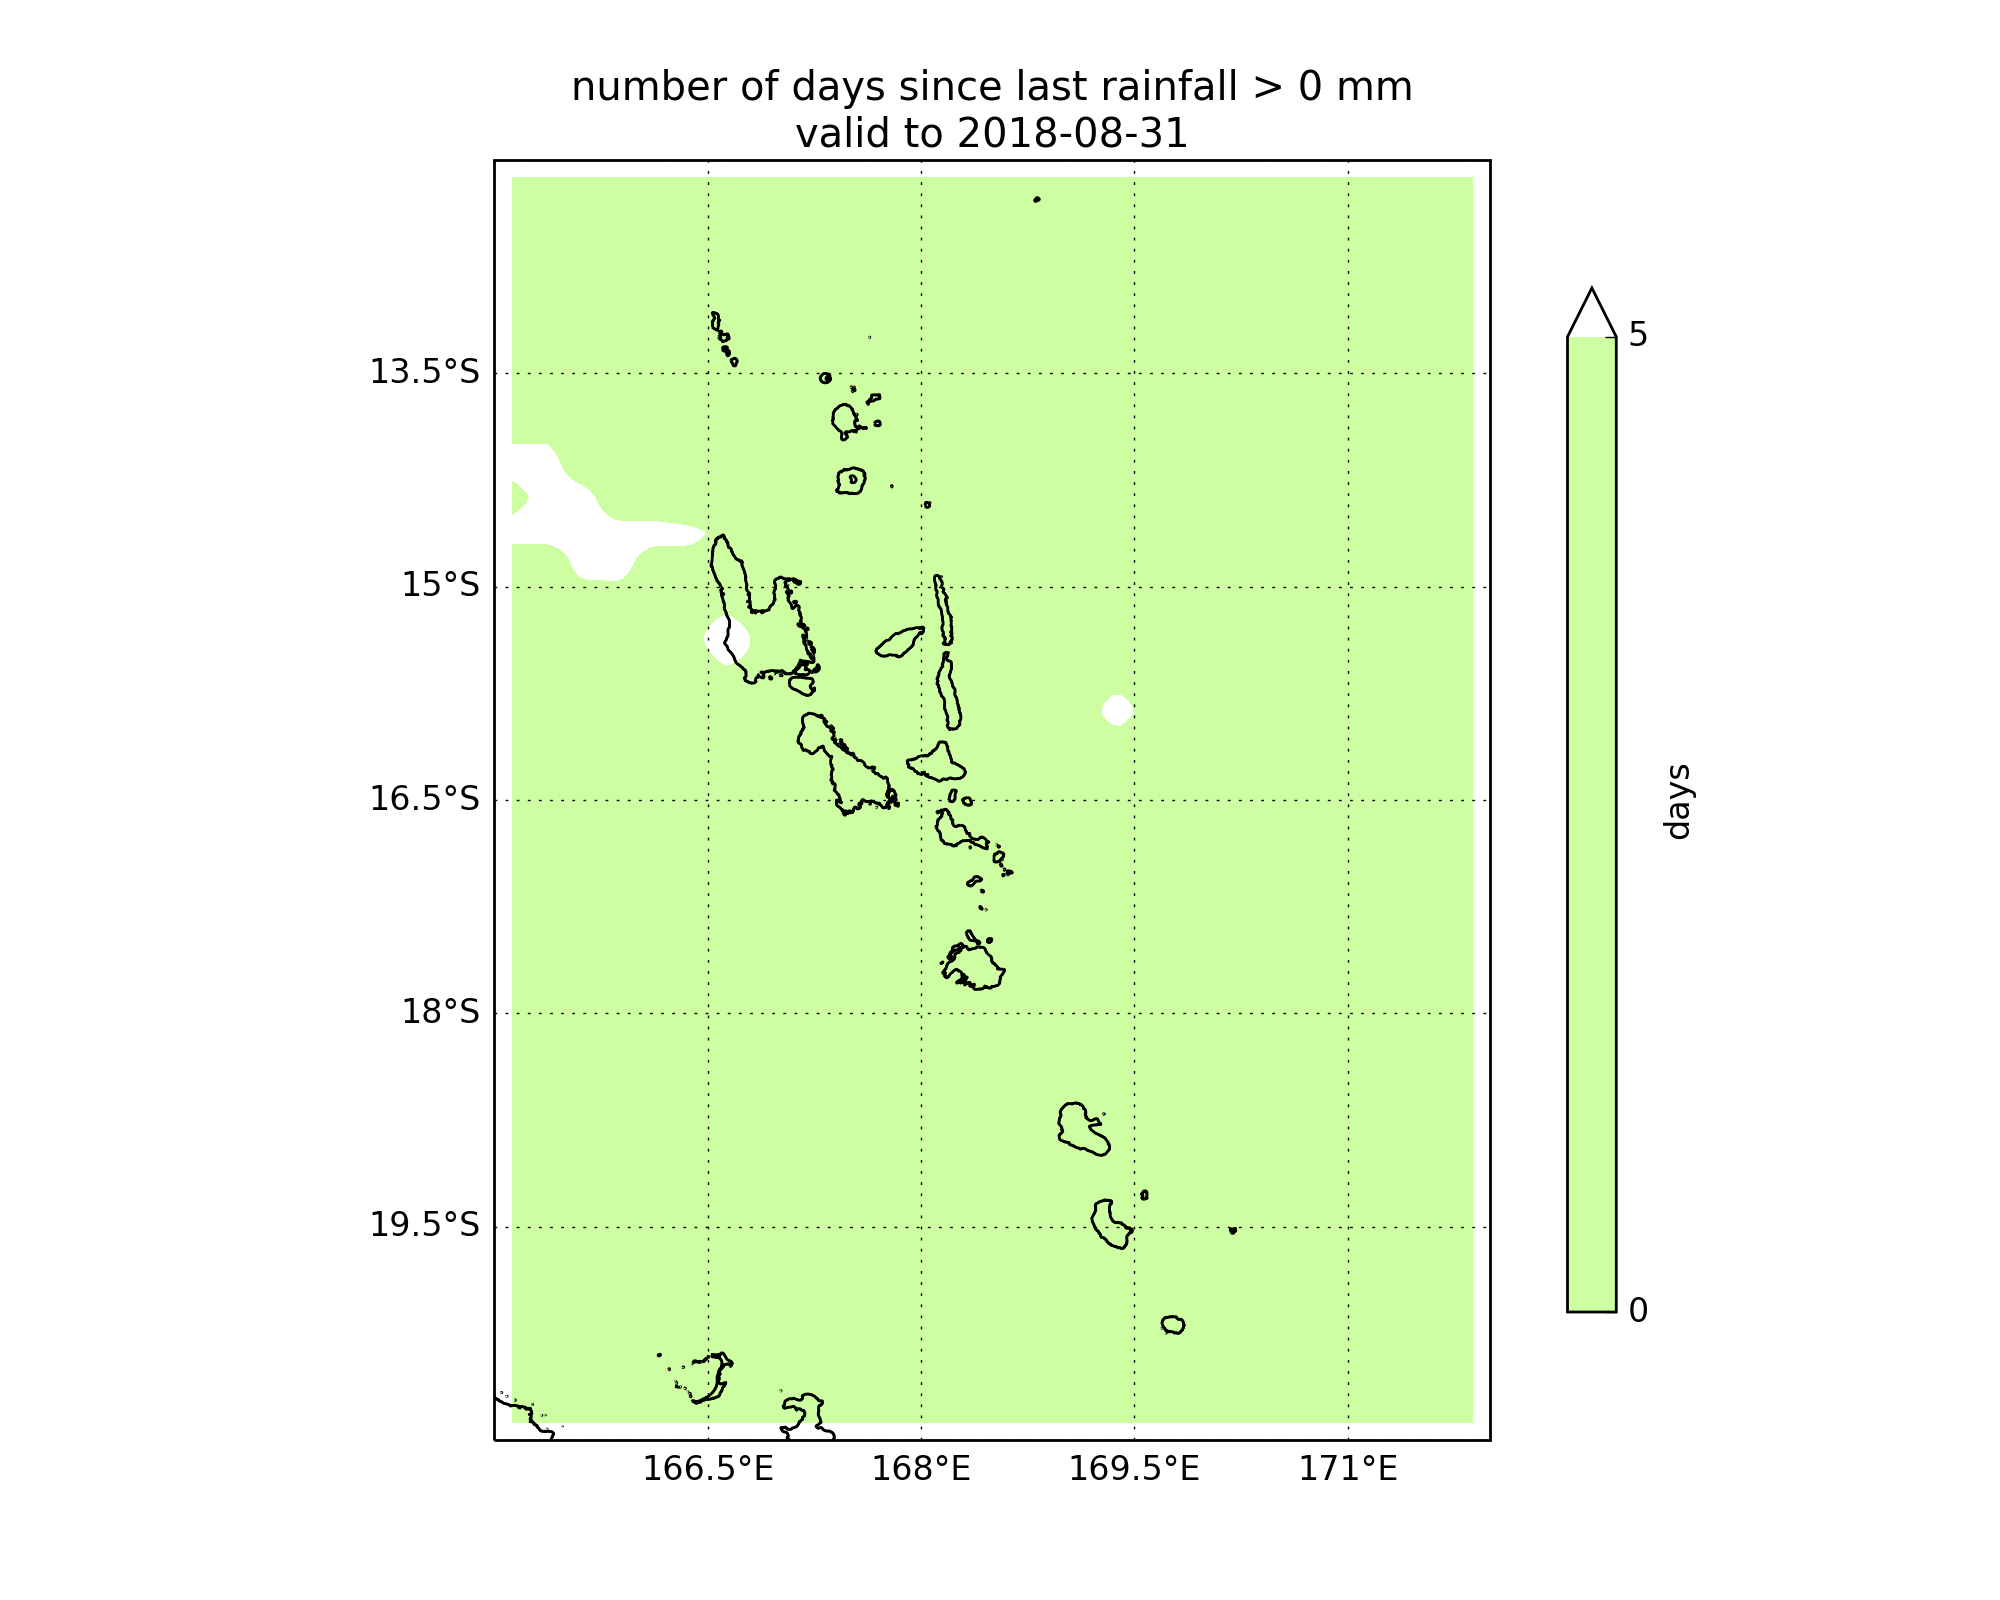 number of days since last rainfall > 0 mm
valid to 2018-08-31
13.5°S
15°S
16.5°S
18°S
19.5°S
166.5°E
168°E
169.5°E
171°E
5
days
0